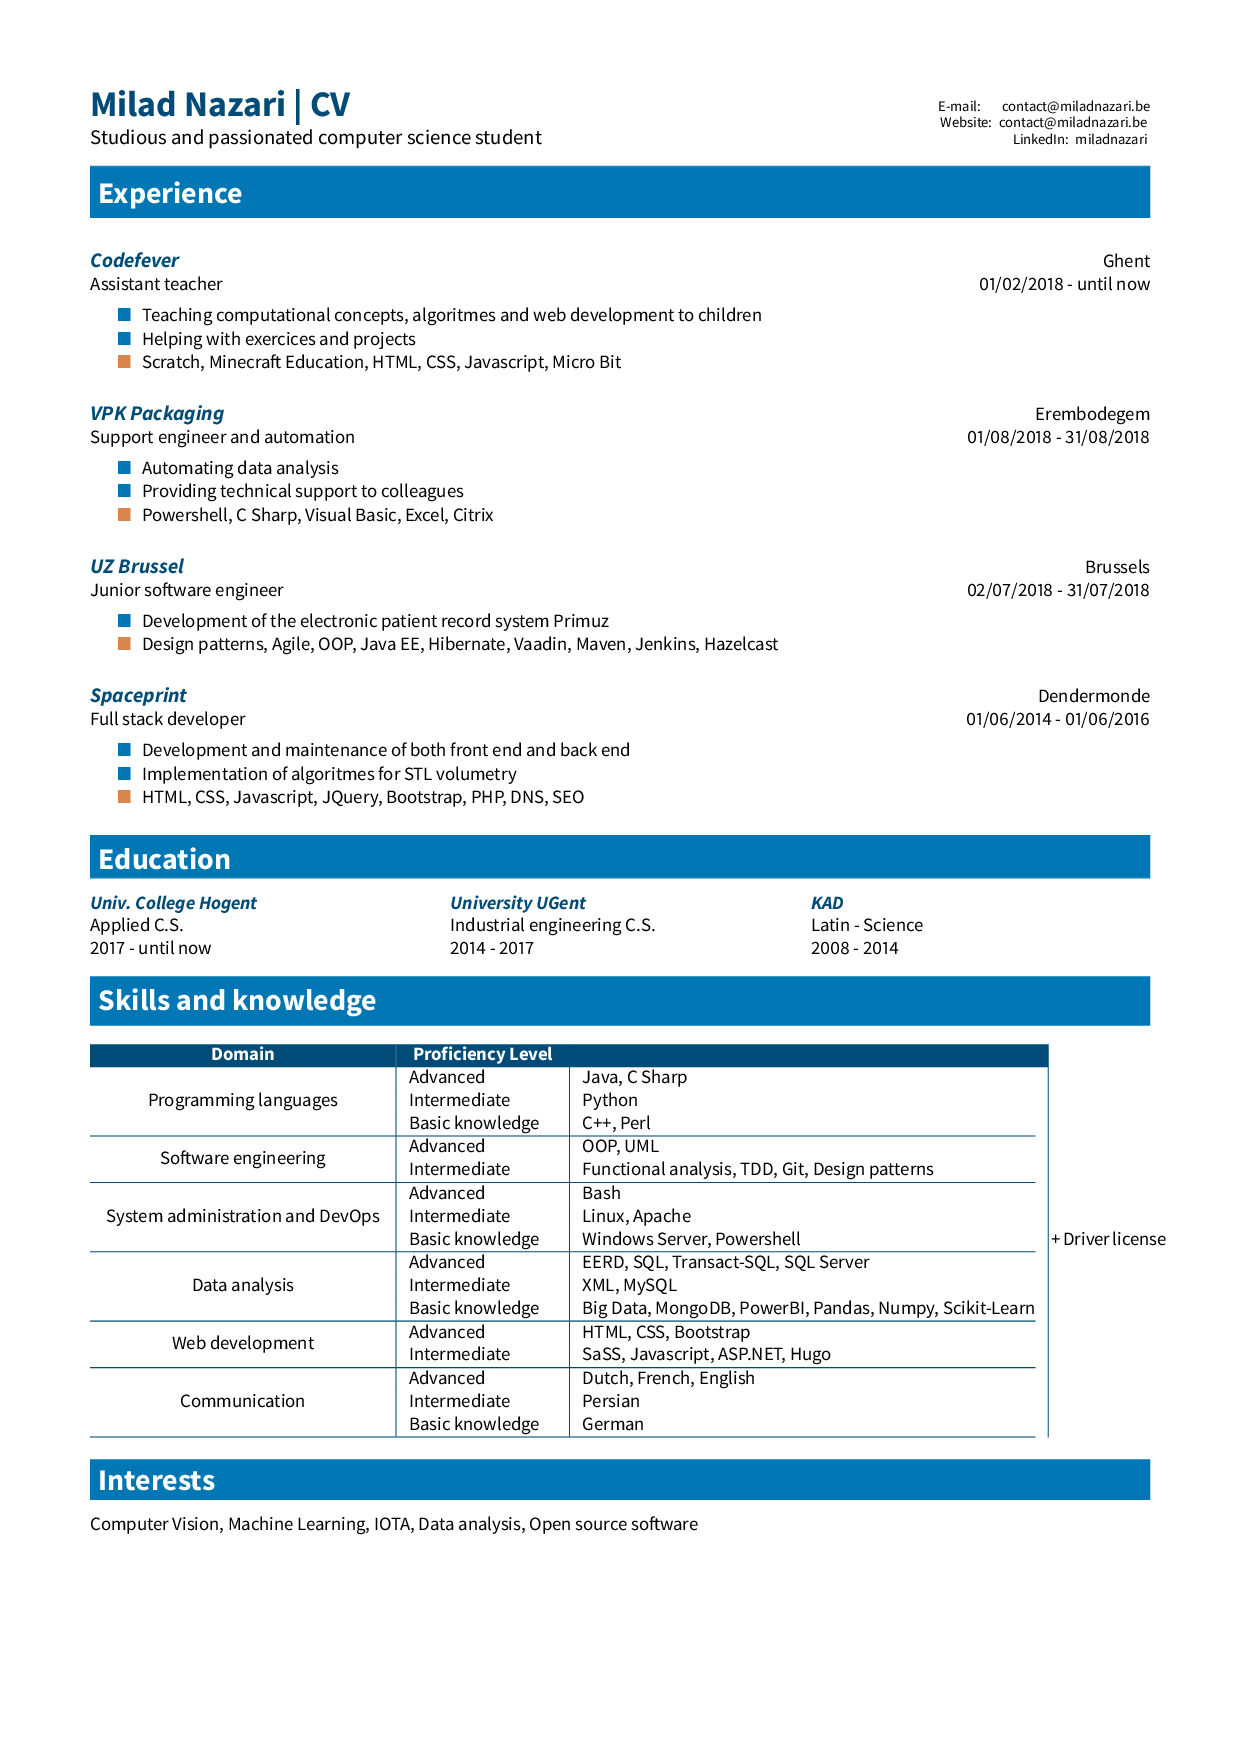 Milad Nazari | CV
Studious and passionated computer science student
E-mail: contact@miladnazari.be
Website: contact@miladnazari.be
LinkedIn: miladnazari
Experience
Codefever Ghent
Assistant teacher 01/02/2018 - until now
Teaching computational concepts, algoritmes and web development to children
Helping with exercices and projects
Scratch, Minecraft Education, HTML, CSS, Javascript, Micro Bit
VPK Packaging Erembodegem
Support engineer and automation 01/08/2018 - 31/08/2018
Automating data analysis
Providing technical support to colleagues
Powershell, C Sharp, Visual Basic, Excel, Citrix
UZ Brussel Brussels
Junior software engineer 02/07/2018 - 31/07/2018
Development of the electronic patient record system Primuz
Design patterns, Agile, OOP, Java EE, Hibernate, Vaadin, Maven, Jenkins, Hazelcast
Spaceprint Dendermonde
Full stack developer 01/06/2014 - 01/06/2016
Development and maintenance of both front end and back end
Implementation of algoritmes for STL volumetry
HTML, CSS, Javascript, JQuery, Bootstrap, PHP, DNS, SEO
Education
Univ. College Hogent University UGent KAD
Applied C.S. Industrial engineering C.S. Latin - Science
2017 - until now 2014 - 2017 2008 - 2014
Skills and knowledge
Domain Proficiency Level
Programming languages
Advanced Java, C Sharp
Intermediate Python
Basic knowledge C++, Perl
Software engineering
Advanced OOP, UML
Intermediate Functional analysis, TDD, Git, Design patterns
System administration and DevOps
Advanced Bash
Intermediate Linux, Apache
Basic knowledge Windows Server, Powershell
+ Driver license
Data analysis
Advanced EERD, SQL, Transact-SQL, SQL Server
Intermediate XML, MySQL
Basic knowledge Big Data, MongoDB, PowerBI, Pandas, Numpy, Scikit-Learn
Web development
Advanced HTML, CSS, Bootstrap
Intermediate SaSS, Javascript, ASP.NET, Hugo
Communication
Advanced Dutch, French, English
Intermediate Persian
Basic knowledge German
Interests
Computer Vision, Machine Learning, IOTA, Data analysis, Open source software